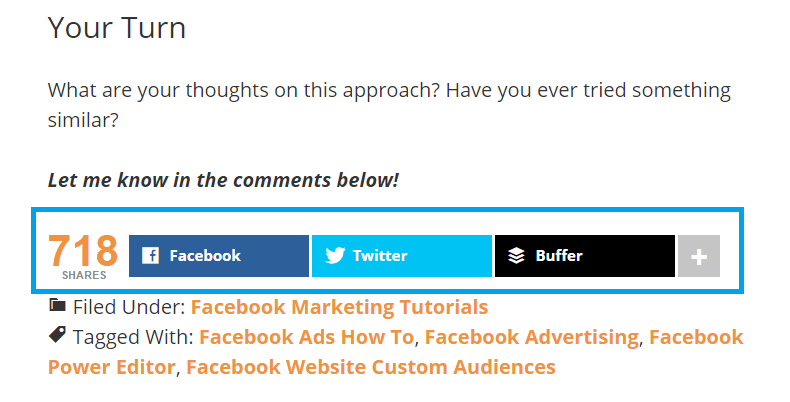 Your Turn
What are your thoughts on this approach? Have you ever tried something
similar?
Let me know in the comments below!
718
SHARES
Facebook
Twitter
Buffer
+
Filed Under: Facebook Marketing Tutorials
Tagged With: Facebook Ads How To, Facebook Advertising, Facebook
Power Editor, Facebook Website Custom Audiences